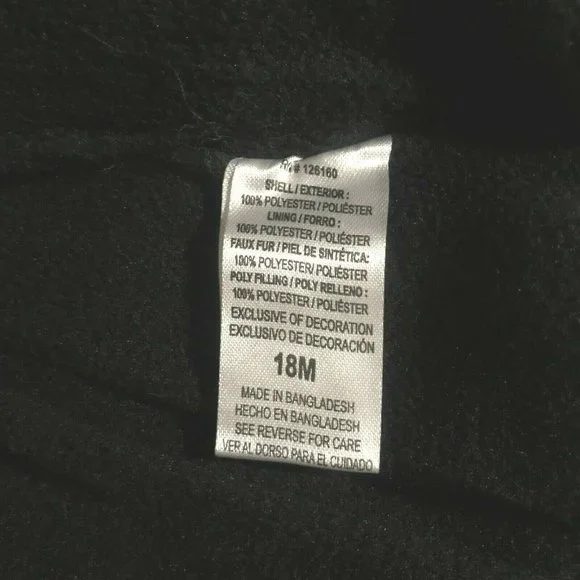 RN# 126160
SHELL / EXTERIOR :
100% POLYESTER / POLIÉSTER
LINING / FORRO :
100% POLYESTER / POLIÉSTER
FAUX FUR / PIEL DE SINTÉTICA:
100% POLYESTER/ POLIÉSTER
POLY FILLING / POLY RELLENO :
100% POLYESTER / POLIÉSTER
EXCLUSIVE OF DECORATION
EXCLUSIVO DE DECORACIÓN
18M
MADE IN BANGLADESH
HECHO EN BANGLADESH
SEE REVERSE FOR CARE
VER AL DORSO PARA EL CUIDADO